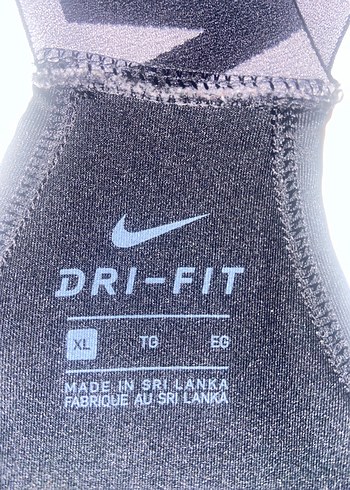 DRI-FIT
XL TG EG
MADE IN SRI LANKA
FABRIQUE AU SRI LANKA